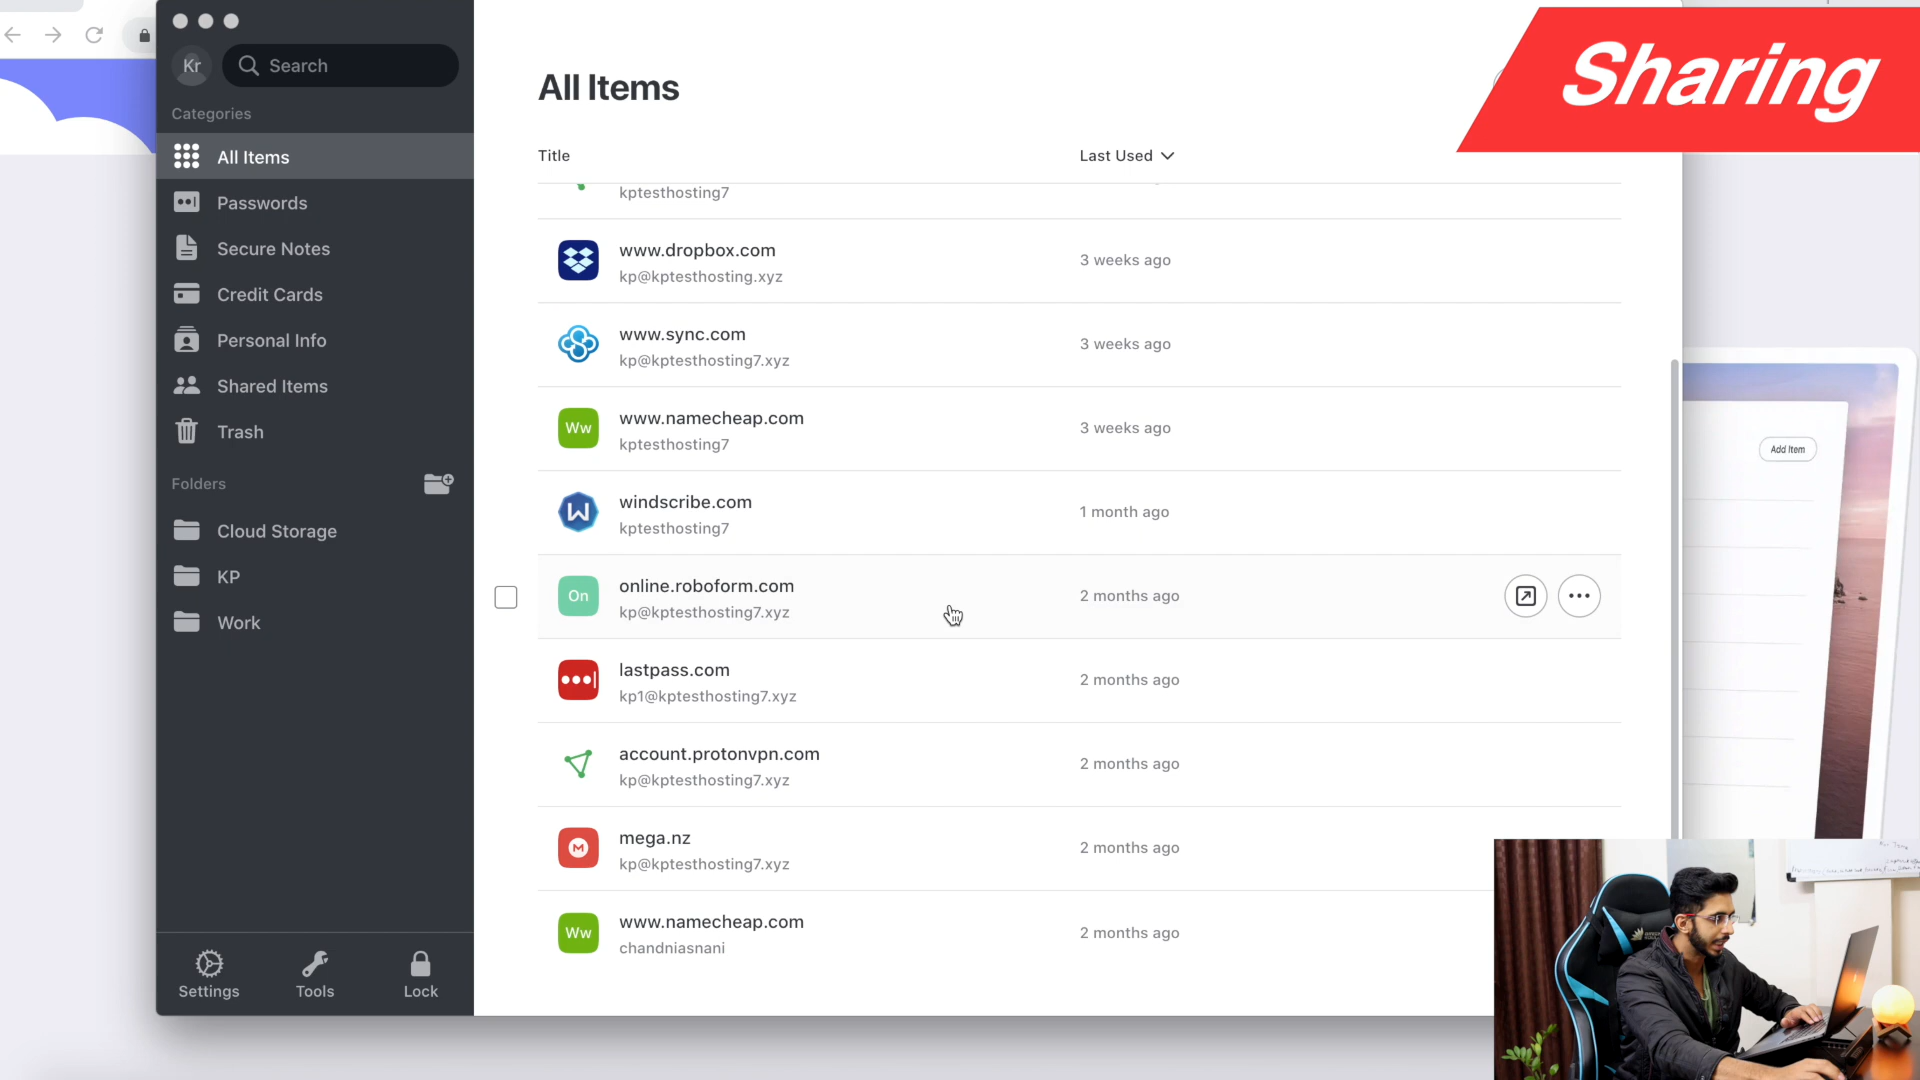 Sharing
Kr
Search
Categories
All Items
Passwords
Secure Notes
Credit Cards
Personal Info
Shared Items
Trash
Folders
Cloud Storage
KP
Work
Settings
Tools
Lock
All Items
Title
Last Used
kptesthosting7
www.dropbox.com
kp@kptesthosting.xyz
3 weeks ago
www.sync.com
kp@kptesthosting7.xyz
3 weeks ago
Ww
www.namecheap.com
kptesthosting7
3 weeks ago
windscribe.com
kptesthosting7
1 month ago
On
online.roboform.com
kp@kptesthosting7.xyz
2 months ago
lastpass.com
kp1@kptesthosting7.xyz
2 months ago
account.protonvpn.com
kp@kptesthosting7.xyz
2 months ago
mega.nz
kp@kptesthosting7.xyz
2 months ago
Ww
www.namecheap.com
chandniasnani
2 months ago
Add Item